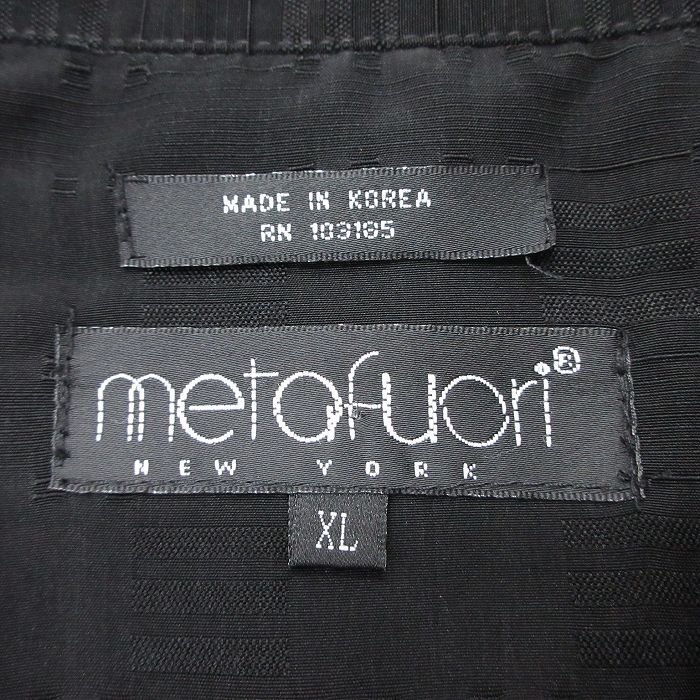 MADE IN KOREA
RN 103185
metafuori®
NEW YORK
XL